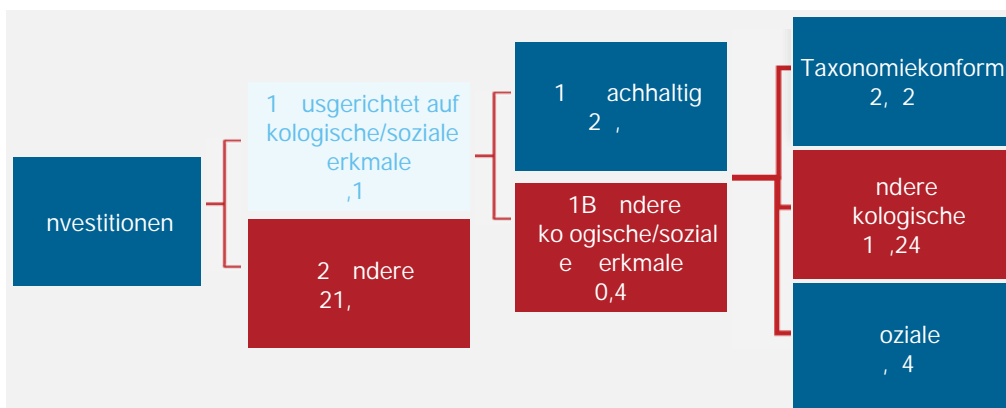 nvestitionen
1 usgerichtet auf
kologische/soziale
erkmale
,1
2 ndere
21,
1 achhaltig
2 ,
1B ndere
ko ogische/sozial
e erkmale
0,4
Taxonomiekonform
2, 2
ndere
kologische
1 ,24
oziale
, 4